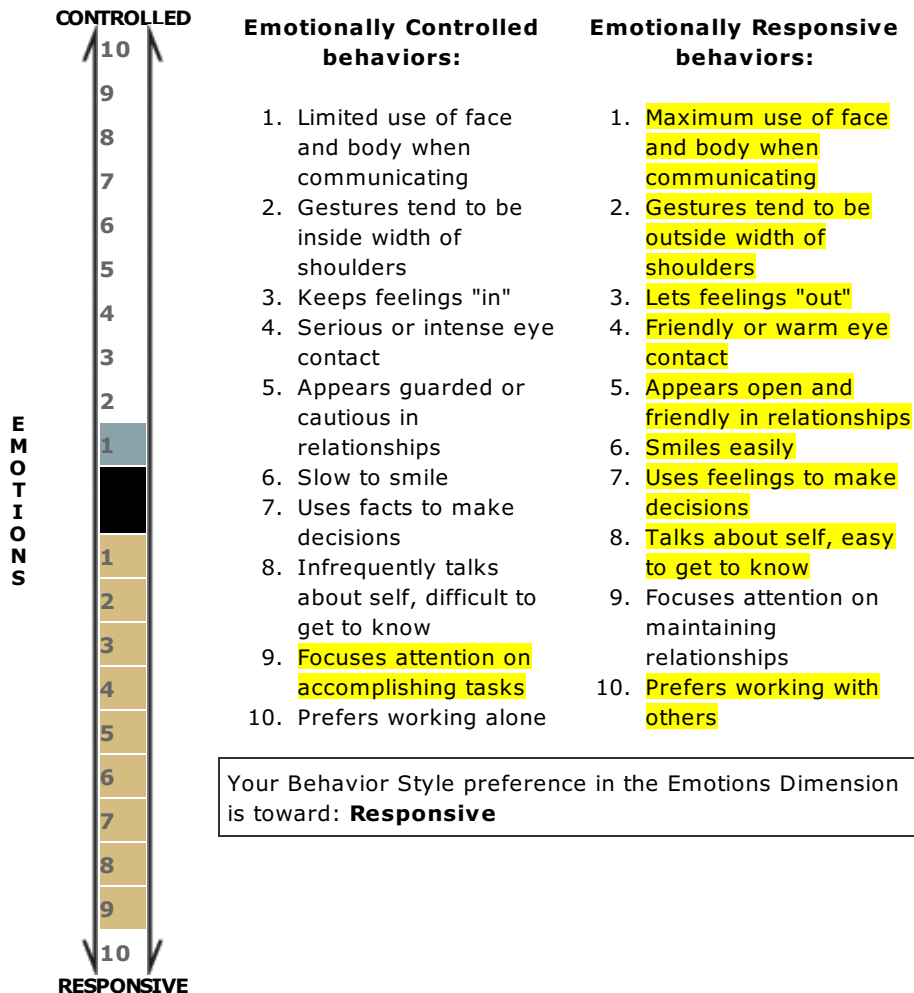 CONTROLLED
10
9
8
7
6
5
4
3
2
1
1
2
3
4
5
6
7
8
9
10
RESPONSIVE
E
M
O
T
I
O
N
S
Emotionally Controlled
behaviors:
1. Limited use of face
and body when
communicating
2. Gestures tend to be
inside width of
shoulders
3. Keeps feelings "in"
4. Serious or intense eye
contact
5. Appears guarded or
cautious in
relationships
6. Slow to smile
7. Uses facts to make
decisions
8. Infrequently talks
about self, difficult to
get to know
9. Focuses attention on
accomplishing tasks
10. Prefers working alone
Emotionally Responsive
behaviors:
1. Maximum use of face
and body when
communicating
2. Gestures tend to be
outside width of
shoulders
3. Lets feelings "out"
4. Friendly or warm eye
contact
5. Appears open and
friendly in relationships
6. Smiles easily
7. Uses feelings to make
decisions
8. Talks about self, easy
to get to know
9. Focuses attention on
maintaining
relationships
10. Prefers working with
others
Your Behavior Style preference in the Emotions Dimension
is toward: Responsive